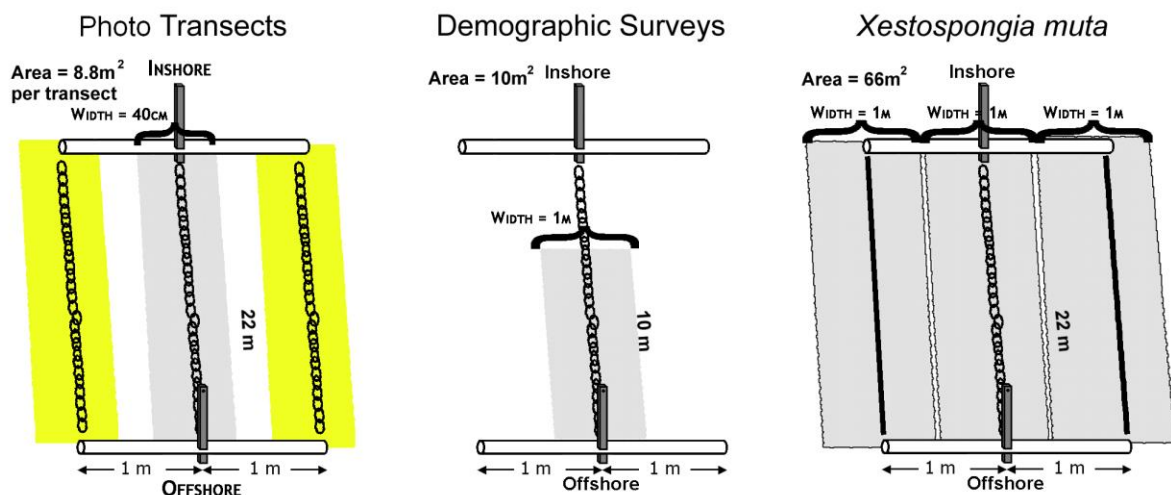 Photo Transects
Area = 8.8m²
per transect
INSHORE
WIDTH = 40CM
22 m
1 m
1 m
OFFSHORE
Demographic Surveys
Area = 10m²
Inshore
WIDTH = 1M
10 m
1 m
1 m
Offshore
Xestospongia muta
Area = 66m²
Inshore
WIDTH = 1M
WIDTH = 1M
WIDTH = 1M
22 m
1 m
1 m
Offshore